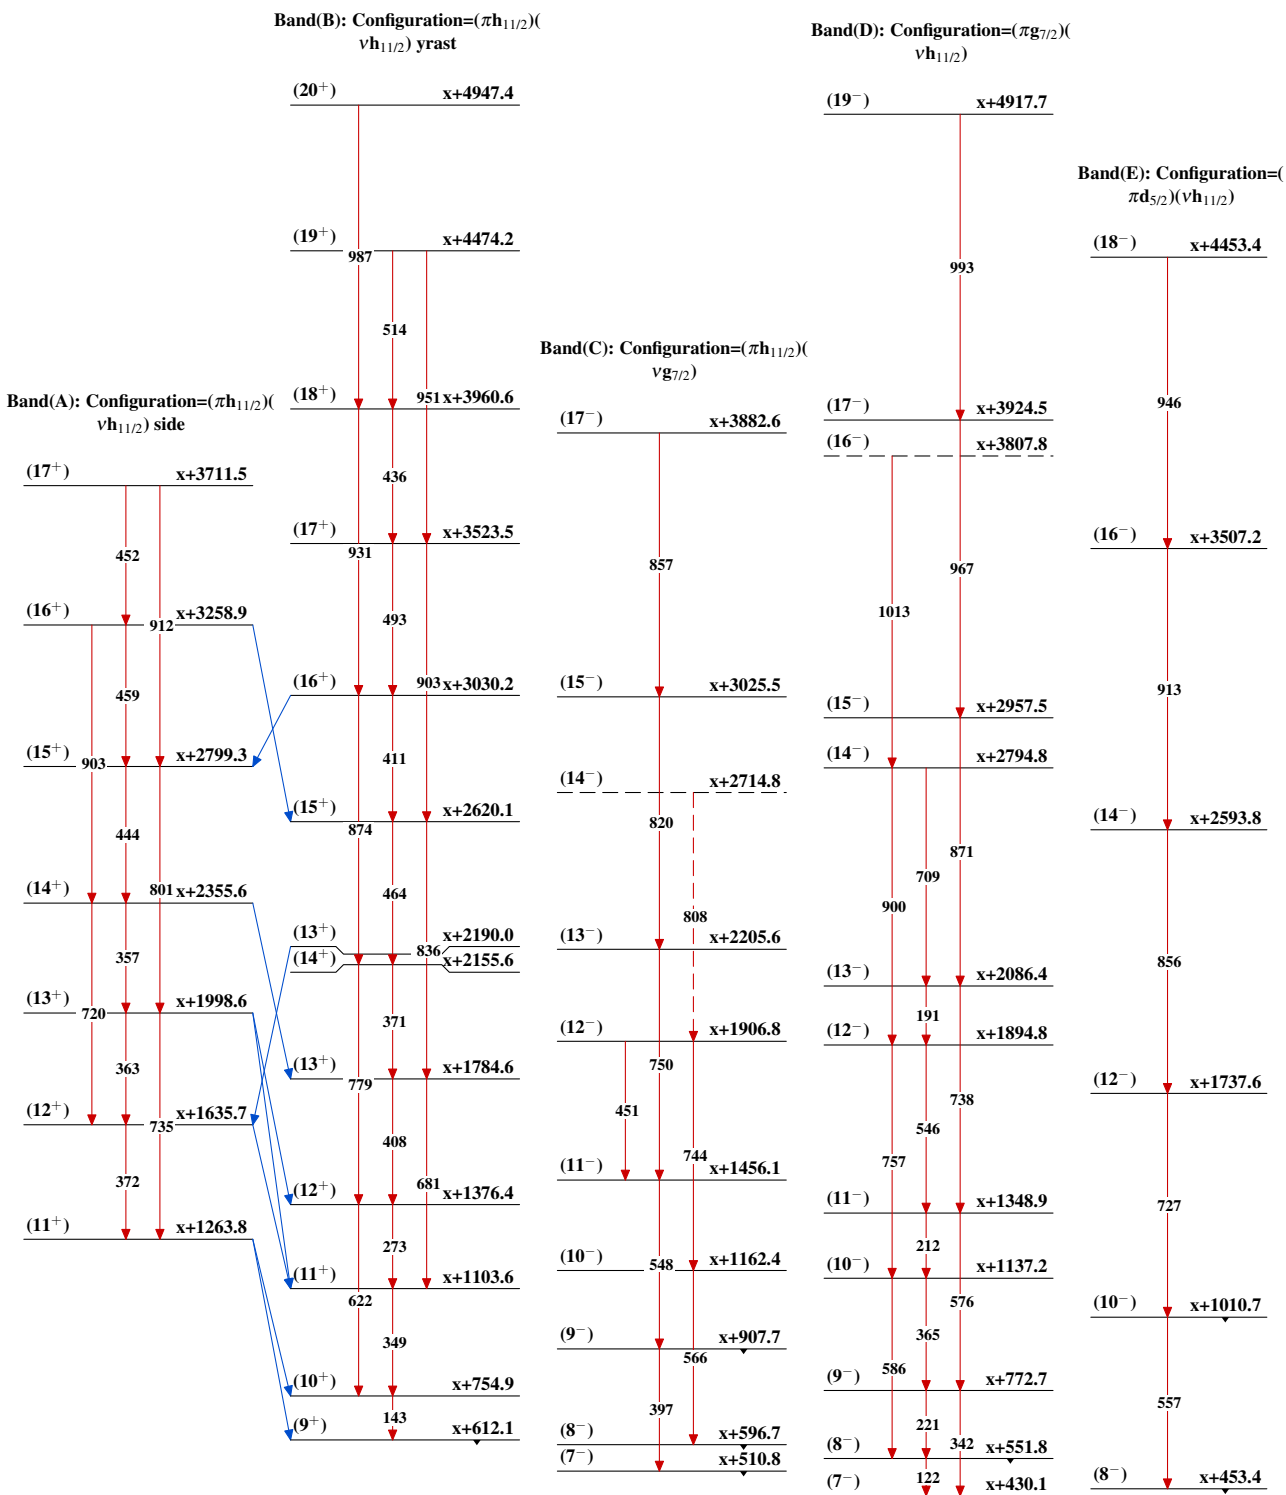 Band(A): Configuration=(πh11/2)(
νh11/2) side
(17+) x+3711.5
452
(16+) x+3258.9
912
459
(15+) x+2799.3
903
444
(14+) x+2355.6
801
357
(13+) x+1998.6
720
363
(12+) x+1635.7
735
372
(11+) x+1263.8
Band(B): Configuration=(πh11/2)(
νh11/2) yrast
(20+) x+4947.4
(19+) x+4474.2
987
514
(18+) x+3960.6
951
436
(17+) x+3523.5
931
493
(16+) x+3030.2
903
411
(15+) x+2620.1
874
464
(13+) x+2190.0
836
(14+) x+2155.6
371
(13+) x+1784.6
779
408
(12+) x+1376.4
681
273
(11+) x+1103.6
622
349
(10+) x+754.9
143
(9+) x+612.1
Band(C): Configuration=(πh11/2)(
νg7/2)
(17−) x+3882.6
857
(15−) x+3025.5
(14−) x+2714.8
820
808
(13−) x+2205.6
(12−) x+1906.8
750
451
744
(11−) x+1456.1
(10−) x+1162.4
548
(9−) x+907.7
566
397
(8−) x+596.7
(7−) x+510.8
Band(D): Configuration=(πg7/2)(
νh11/2)
(19−) x+4917.7
993
(17−) x+3924.5
(16−) x+3807.8
967
1013
(15−) x+2957.5
(14−) x+2794.8
871
709
900
(13−) x+2086.4
191
(12−) x+1894.8
738
546
757
(11−) x+1348.9
212
(10−) x+1137.2
576
365
586
(9−) x+772.7
221
342
(8−) x+551.8
122
(7−) x+430.1
Band(E): Configuration=(
πd5/2)(νh11/2)
(18−) x+4453.4
946
(16−) x+3507.2
913
(14−) x+2593.8
856
(12−) x+1737.6
727
(10−) x+1010.7
557
(8−) x+453.4